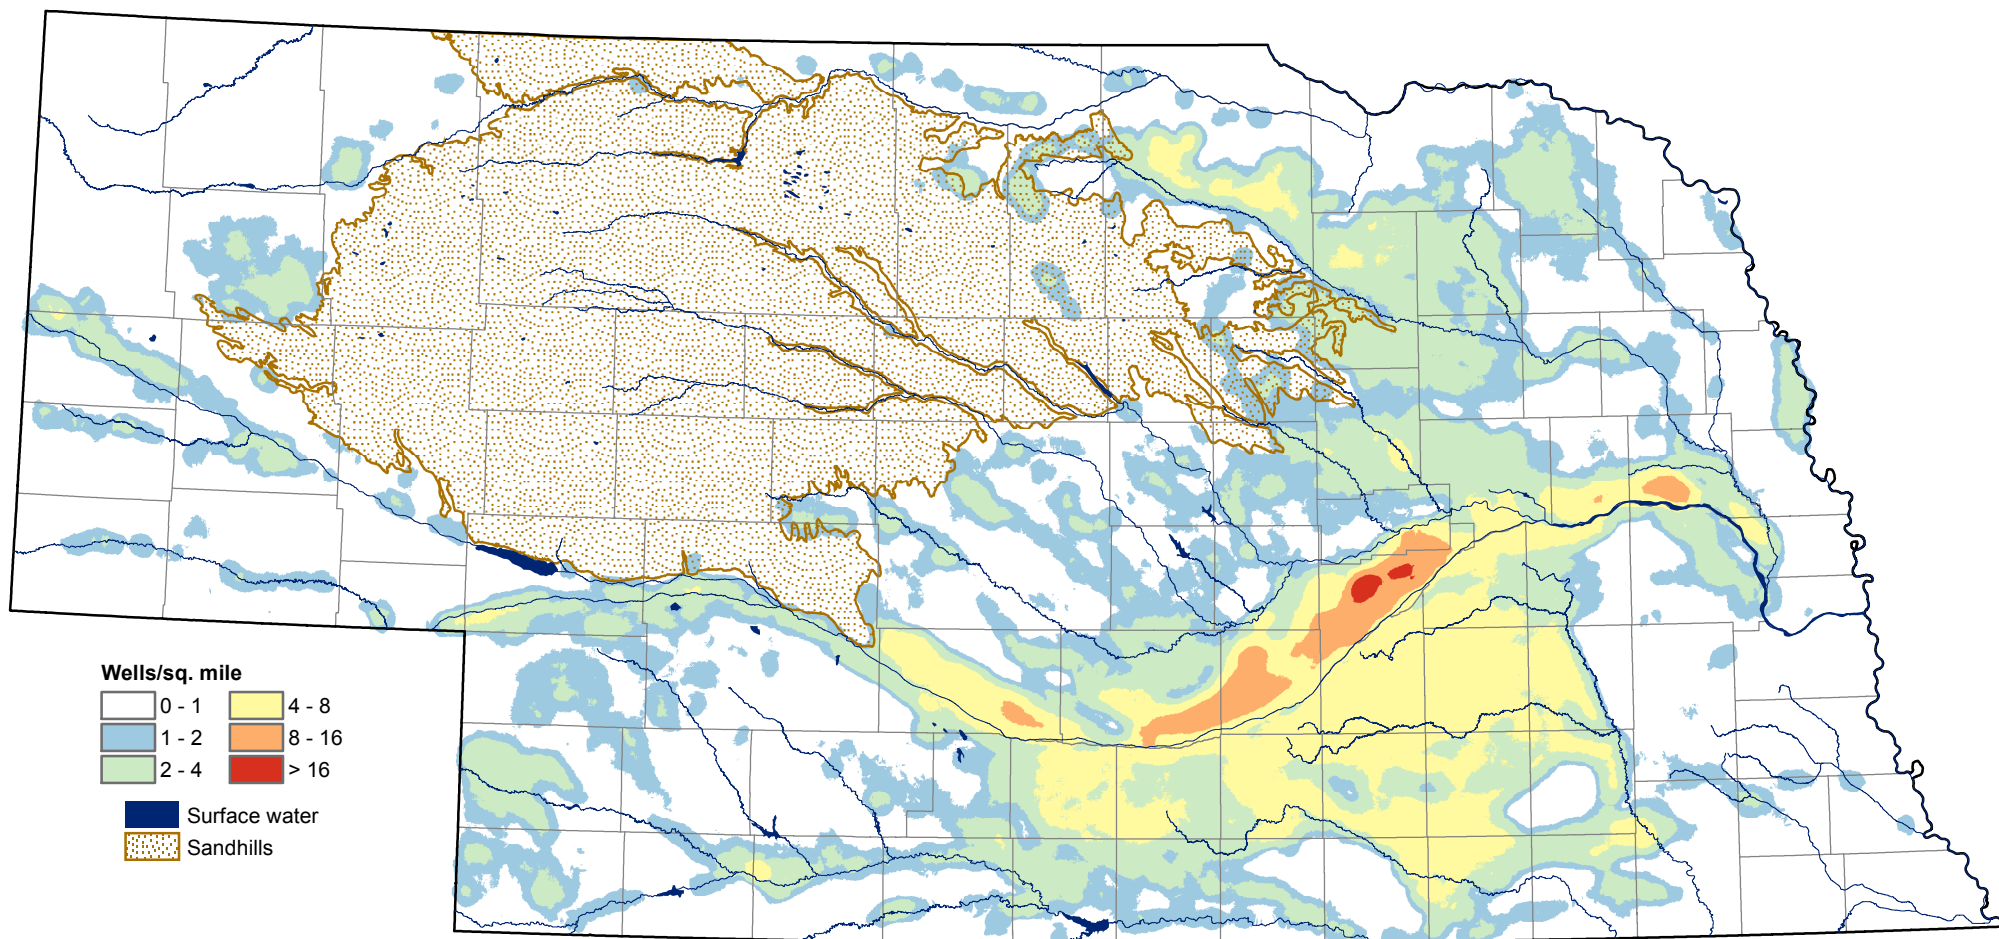 Wells/sq. mile
0 - 1
4 - 8
1 - 2
8 - 16
2 - 4
> 16
Surface water
Sandhills